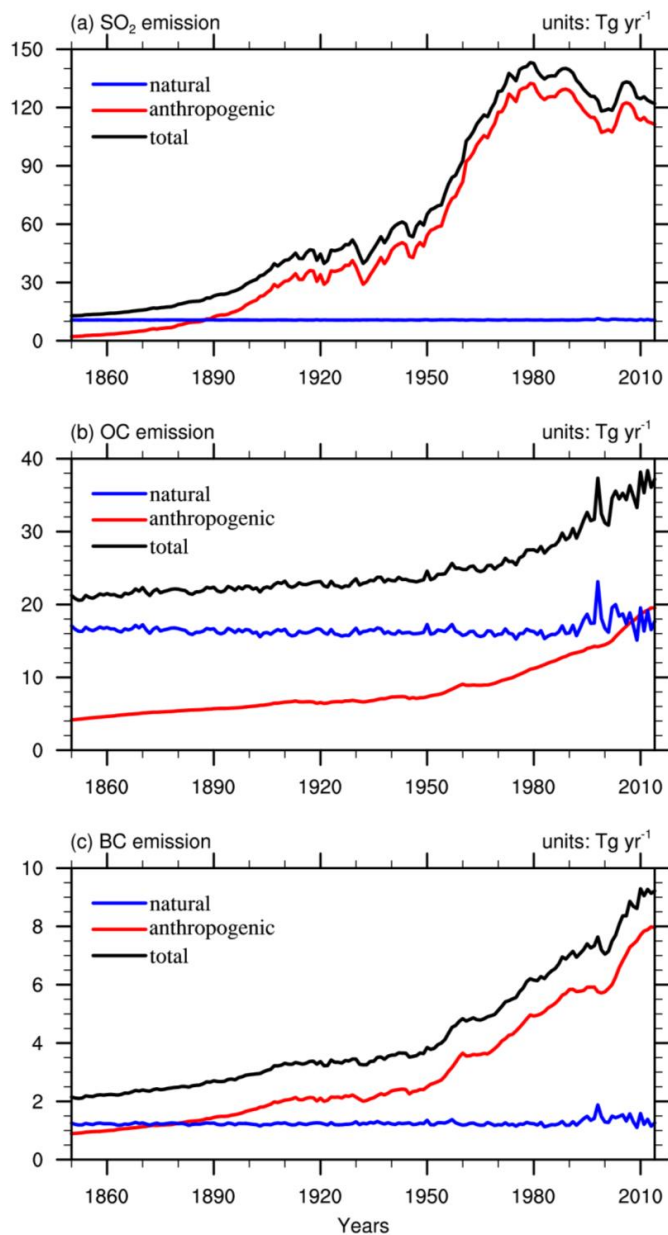 (a) SO₂ emission units: Tg yr⁻¹
150
120
90
60
30
0
natural
anthropogenic
total
1860 1890 1920 1950 1980 2010
(b) OC emission units: Tg yr⁻¹
40
30
20
10
0
natural
anthropogenic
total
1860 1890 1920 1950 1980 2010
(c) BC emission units: Tg yr⁻¹
10
8
6
4
2
0
natural
anthropogenic
total
1860 1890 1920 1950 1980 2010
Years